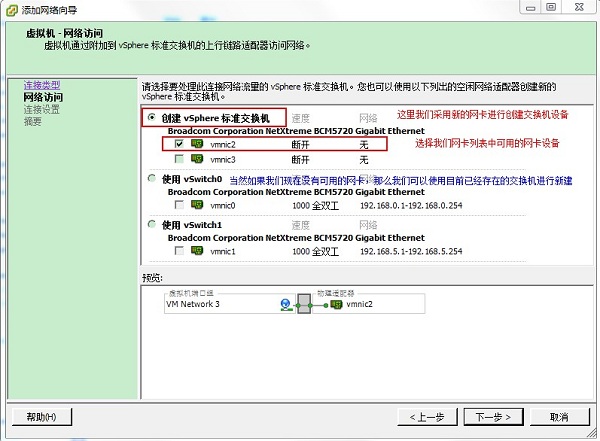 添加网络向导
虚拟机 - 网络访问
虚拟机通过附加到 vSphere 标准交换机的上行链路适配器访问网络。
连接类型
网络访问
连接设置
摘要
请选择要处理此连接网络流量的 vSphere 标准交换机。您也可以使用以下列出的空闲网络适配器创建新的
vSphere 标准交换机。
创建 vSphere 标准交换机 速度 网络 这里我们采用新的网卡进行创建交换机设备
Broadcom Corporation NetXtreme BCM5720 Gigabit Ethernet
vmnic2 断开 无 选择我们网卡列表中可用的网卡设备
vmnic3 断开 无
使用 vSwitch0 当然如果我们现在没有可用的网卡，那么我们可以使用目前已经存在的交换机进行新建
Broadcom Corporation NetXtreme BCM5720 Gigabit Ethernet
vmnic0 1000 全双工 192.168.0.1-192.168.0.254
使用 vSwitch1 速度 网络
Broadcom Corporation NetXtreme BCM5720 Gigabit Ethernet
vmnic1 1000 全双工 192.168.5.1-192.168.5.254
预览:
虚拟机端口组 物理适配器
VM Network 3 vmnic2
帮助(H) < 上一步 下一步 > 取消